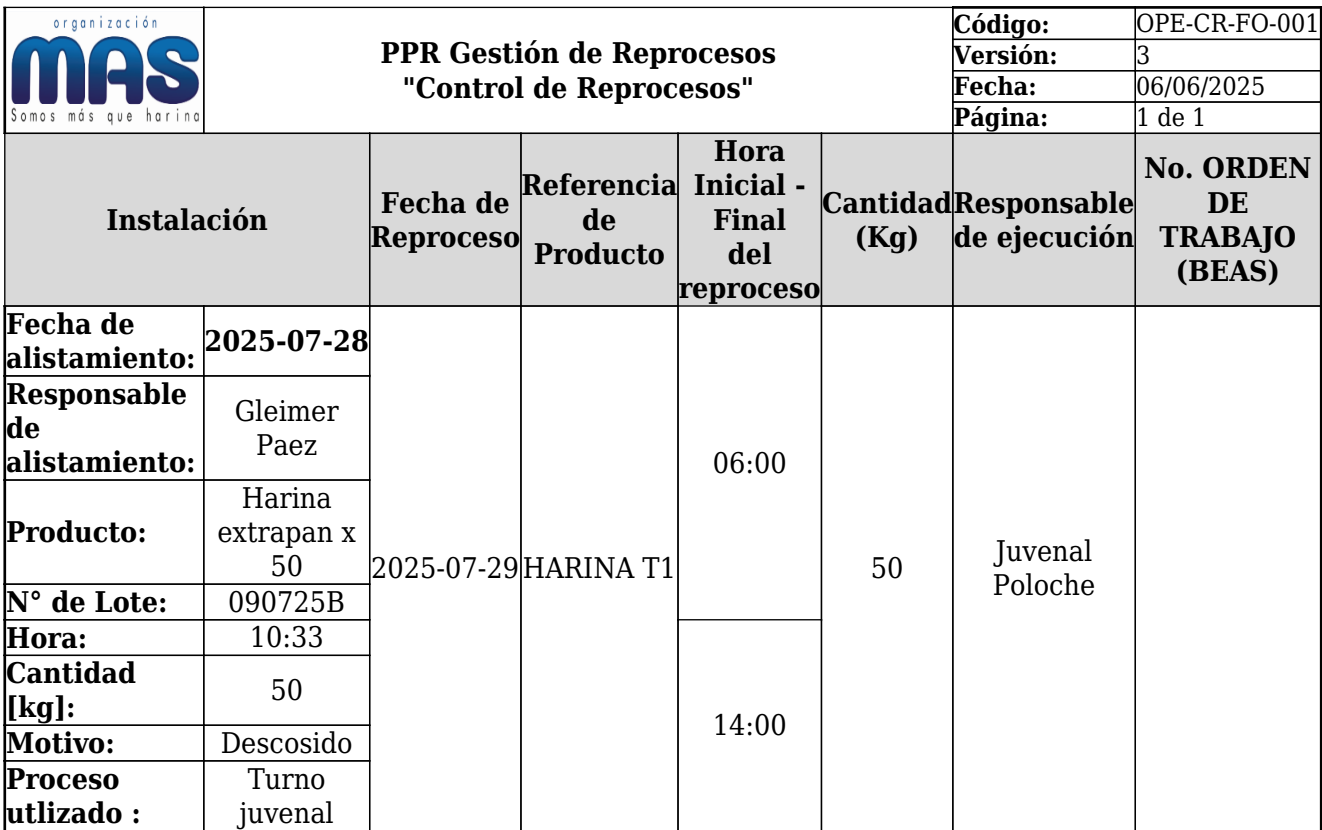 organización
MAS
Somos más que harina
PPR Gestión de Reprocesos
"Control de Reprocesos"
Código:
OPE-CR-FO-001
Versión:
3
Fecha:
06/06/2025
Página:
1 de 1
Instalación
Fecha de
Reproceso
Referencia
de
Producto
Hora
Inicial -
Final
del
reproceso
Cantidad
(Kg)
Responsable
de ejecución
No. ORDEN
DE
TRABAJO
(BEAS)
Fecha de
alistamiento:
2025-07-28
Responsable
de
alistamiento:
Gleimer
Paez
Producto:
Harina
extrapan x
50
N° de Lote:
090725B
Hora:
10:33
Cantidad
[kg]:
50
Motivo:
Descosido
Proceso
utlizado :
Turno
juvenal
2025-07-29
HARINA T1
06:00
14:00
50
Juvenal
Poloche